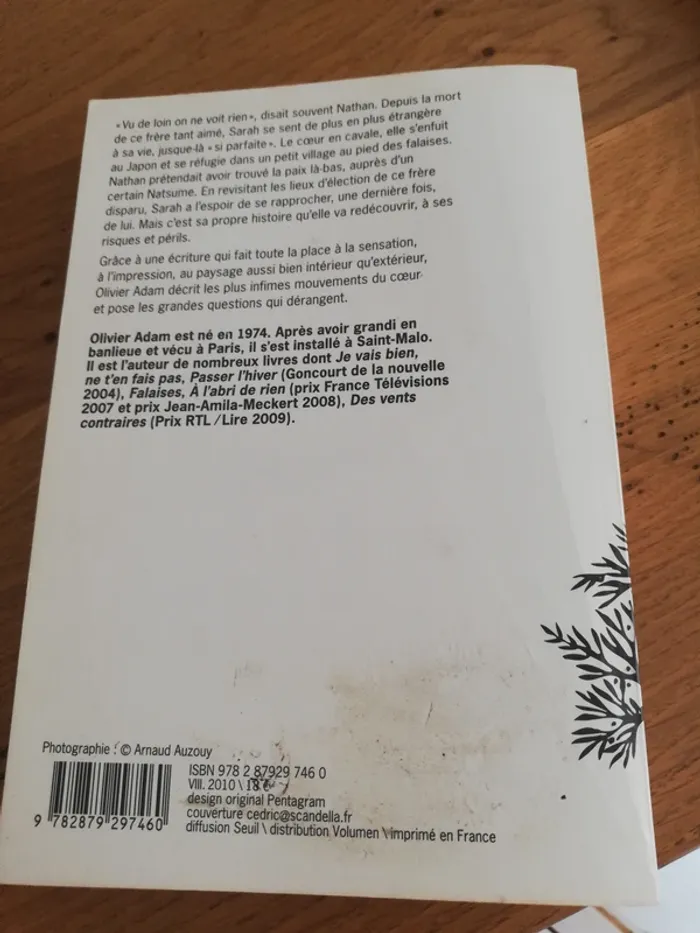 « Vu de loin on ne voit rien », disait souvent Nathan. Depuis la mort
de ce frère tant aimé, Sarah se sent de plus en plus étrangère
à sa vie, jusque-là « si parfaite ». Le cœur en cavale, elle s'enfuit
au Japon et se réfugie dans un petit village au pied des falaises.
Nathan prétendait avoir trouvé la paix là-bas, auprès d'un
certain Natsume. En revisitant les lieux d'élection de ce frère
disparu, Sarah a l'espoir de se rapprocher, une dernière fois,
de lui. Mais c'est sa propre histoire qu'elle va redécouvrir, à ses
risques et périls.
Grâce à une écriture qui fait toute la place à la sensation,
à l'impression, au paysage aussi bien intérieur qu'extérieur,
Olivier Adam décrit les plus infimes mouvements du cœur
et pose les grandes questions qui dérangent.
Olivier Adam est né en 1974. Après avoir grandi en
banlieue et vécu à Paris, il s'est installé à Saint-Malo.
Il est l'auteur de nombreux livres dont Je vais bien,
ne t'en fais pas, Passer l'hiver (Goncourt de la nouvelle
2004), Falaises, À l'abri de rien (prix France Télévisions
2007 et prix Jean-Amila-Meckert 2008), Des vents
contraires (Prix RTL / Lire 2009).
Photographie : © Arnaud Auzouy
ISBN 978 2 87929 746 0
VIII. 2010 \
design original Pentagram
couverture cedric@scandella.fr
diffusion Seuil \ distribution Volumen \ imprimé en France
9 782879 297460